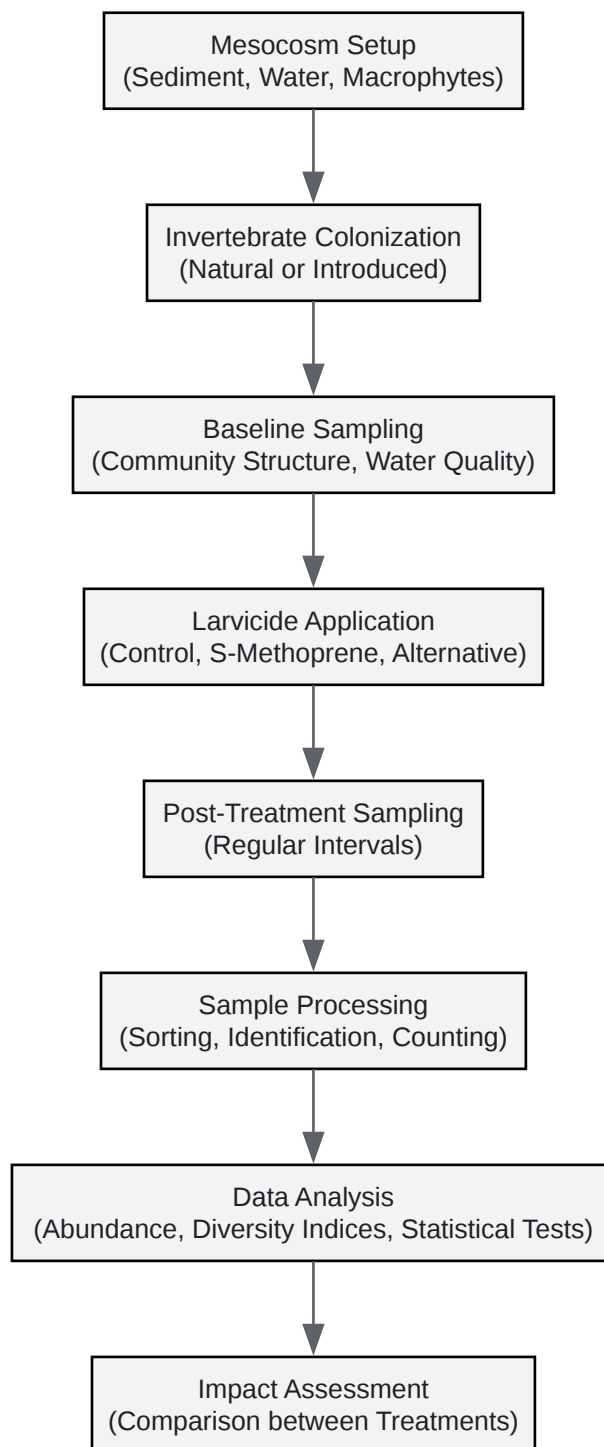 Mesocosm Setup
(Sediment, Water, Macrophytes)
Invertebrate Colonization
(Natural or Introduced)
Baseline Sampling
(Community Structure, Water Quality)
Larvicide Application
(Control, S-Methoprene, Alternative)
Post-Treatment Sampling
(Regular Intervals)
Sample Processing
(Sorting, Identification, Counting)
Data Analysis
(Abundance, Diversity Indices, Statistical Tests)
Impact Assessment
(Comparison between Treatments)